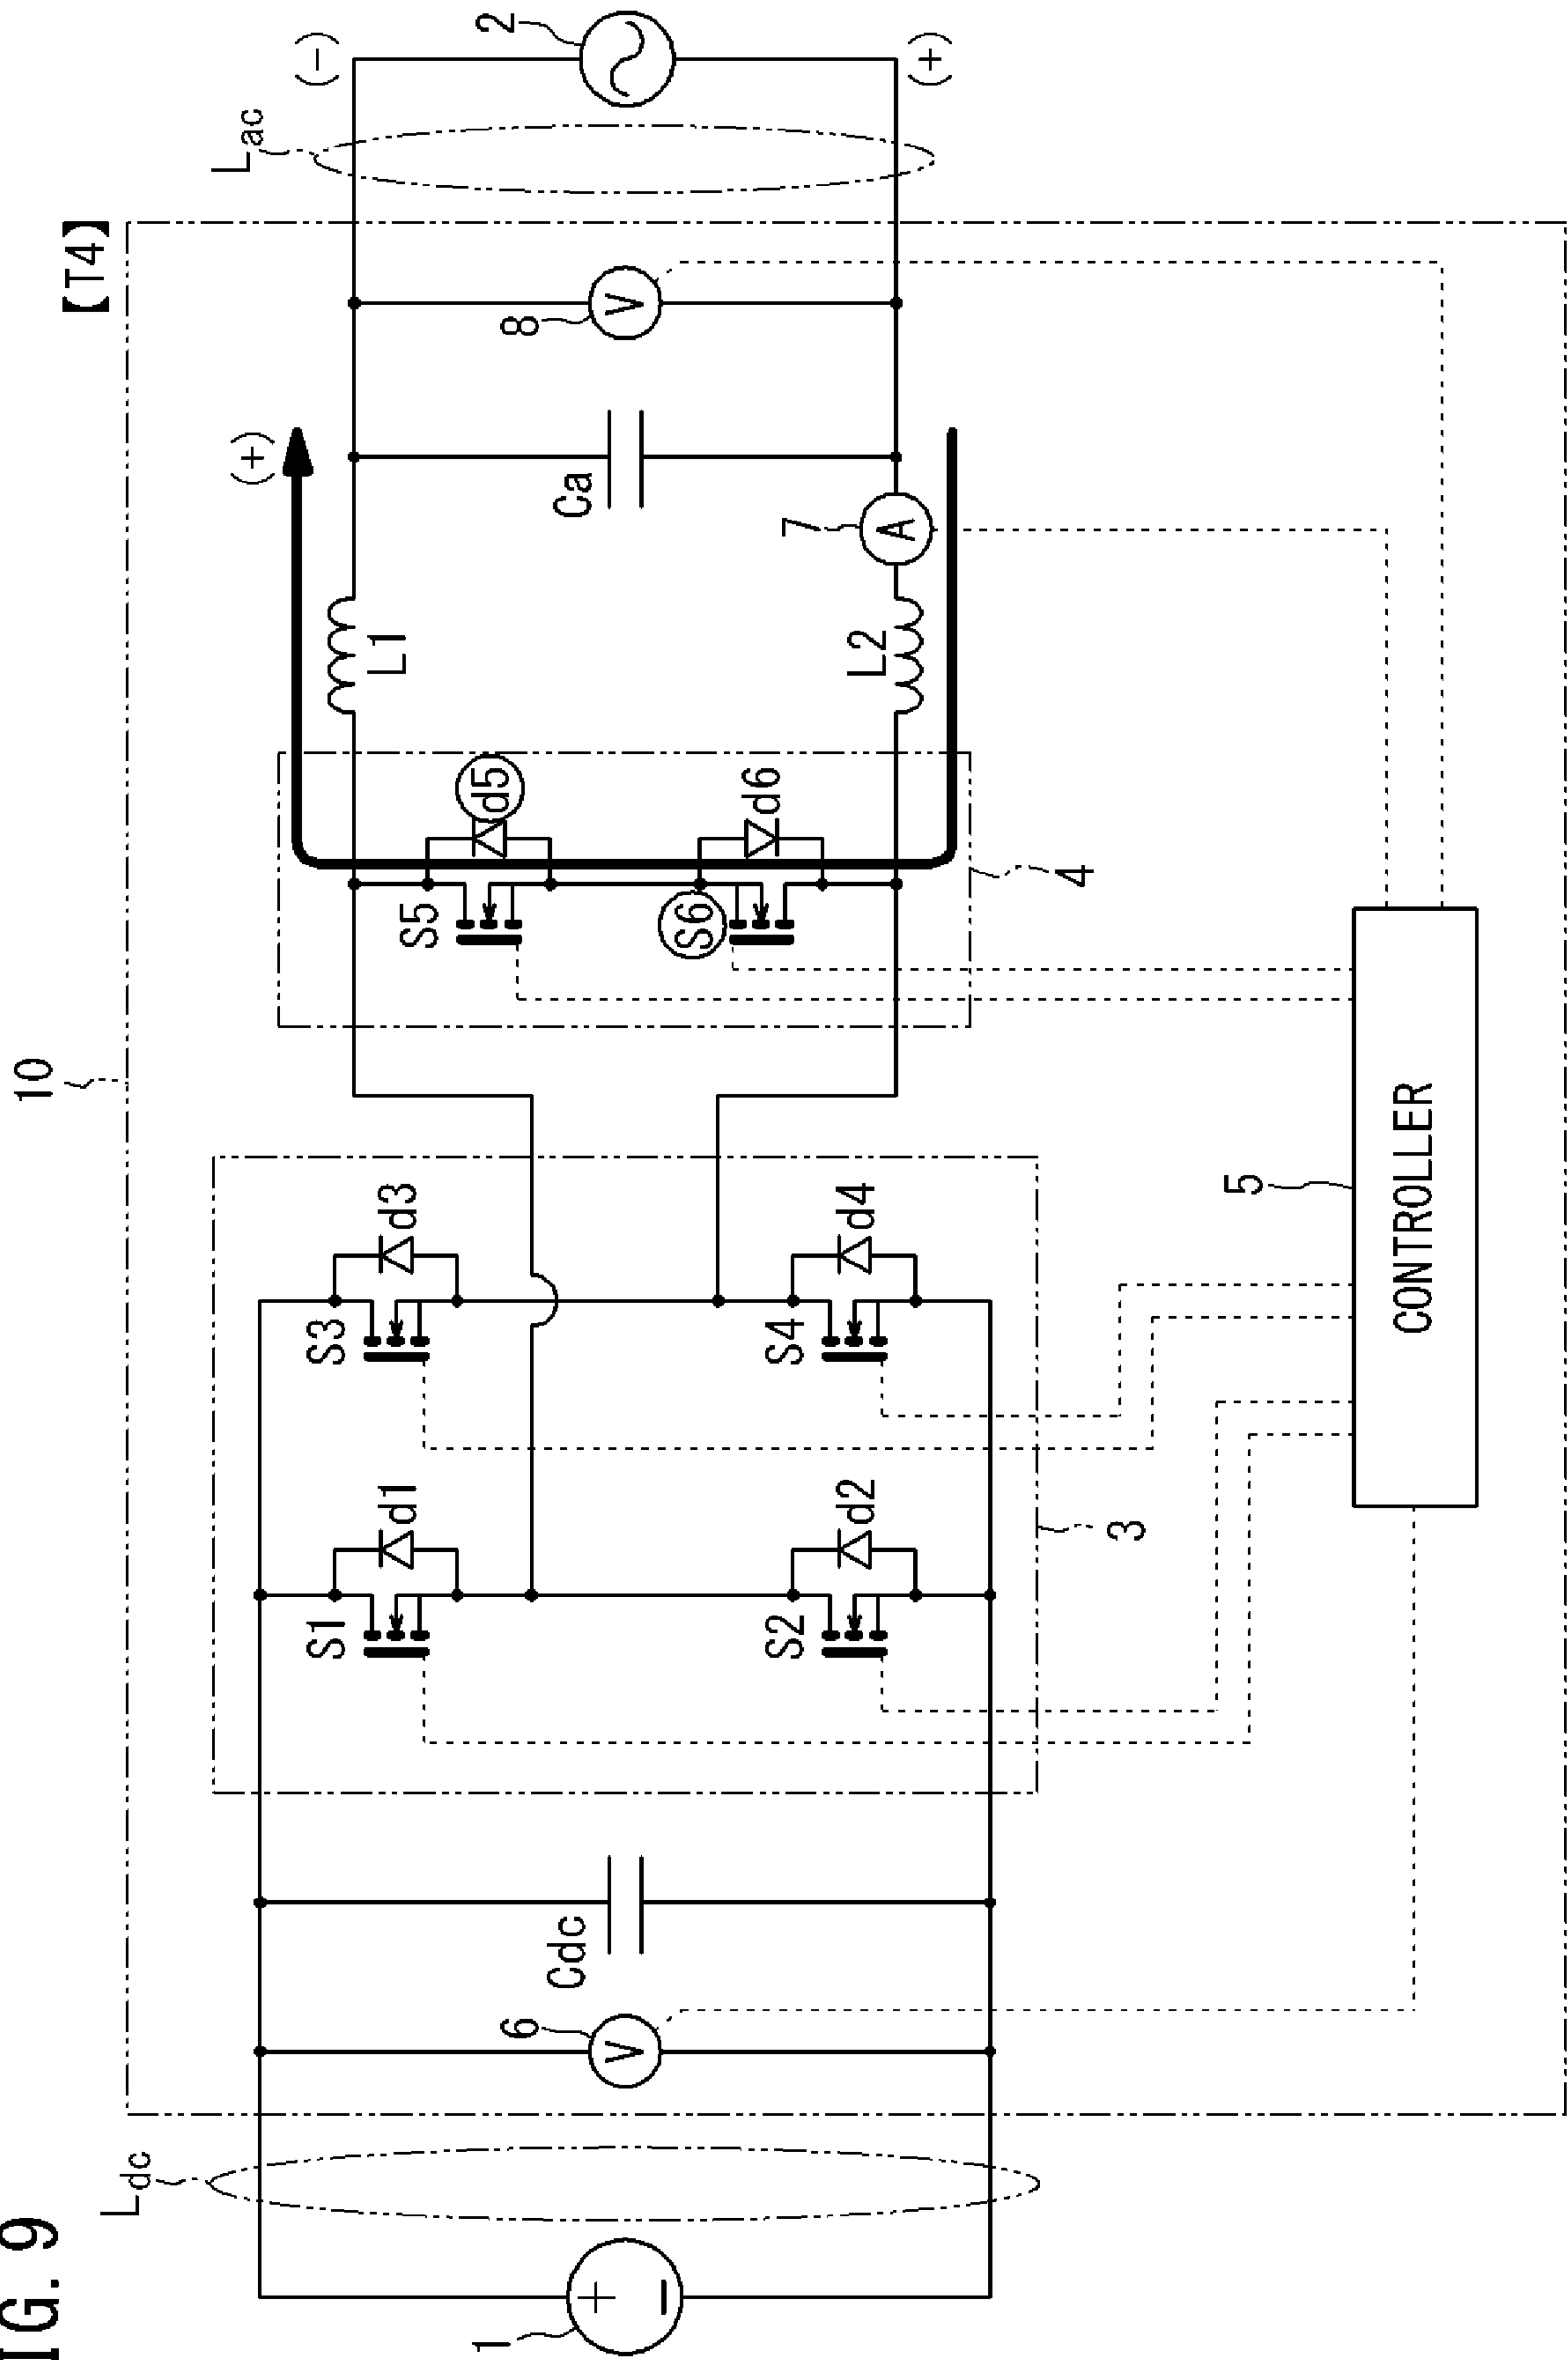 IG. 9
10
【T4】
Ldc
Lac
(+)
(-)
(+)
1
+
-
6
V
Cdc
S1
d1
S3
d3
S2
d2
S4
d4
3
S5
d5
S6
d6
4
L1
L2
Ca
7
A
8
V
2
5
CONTROLLER